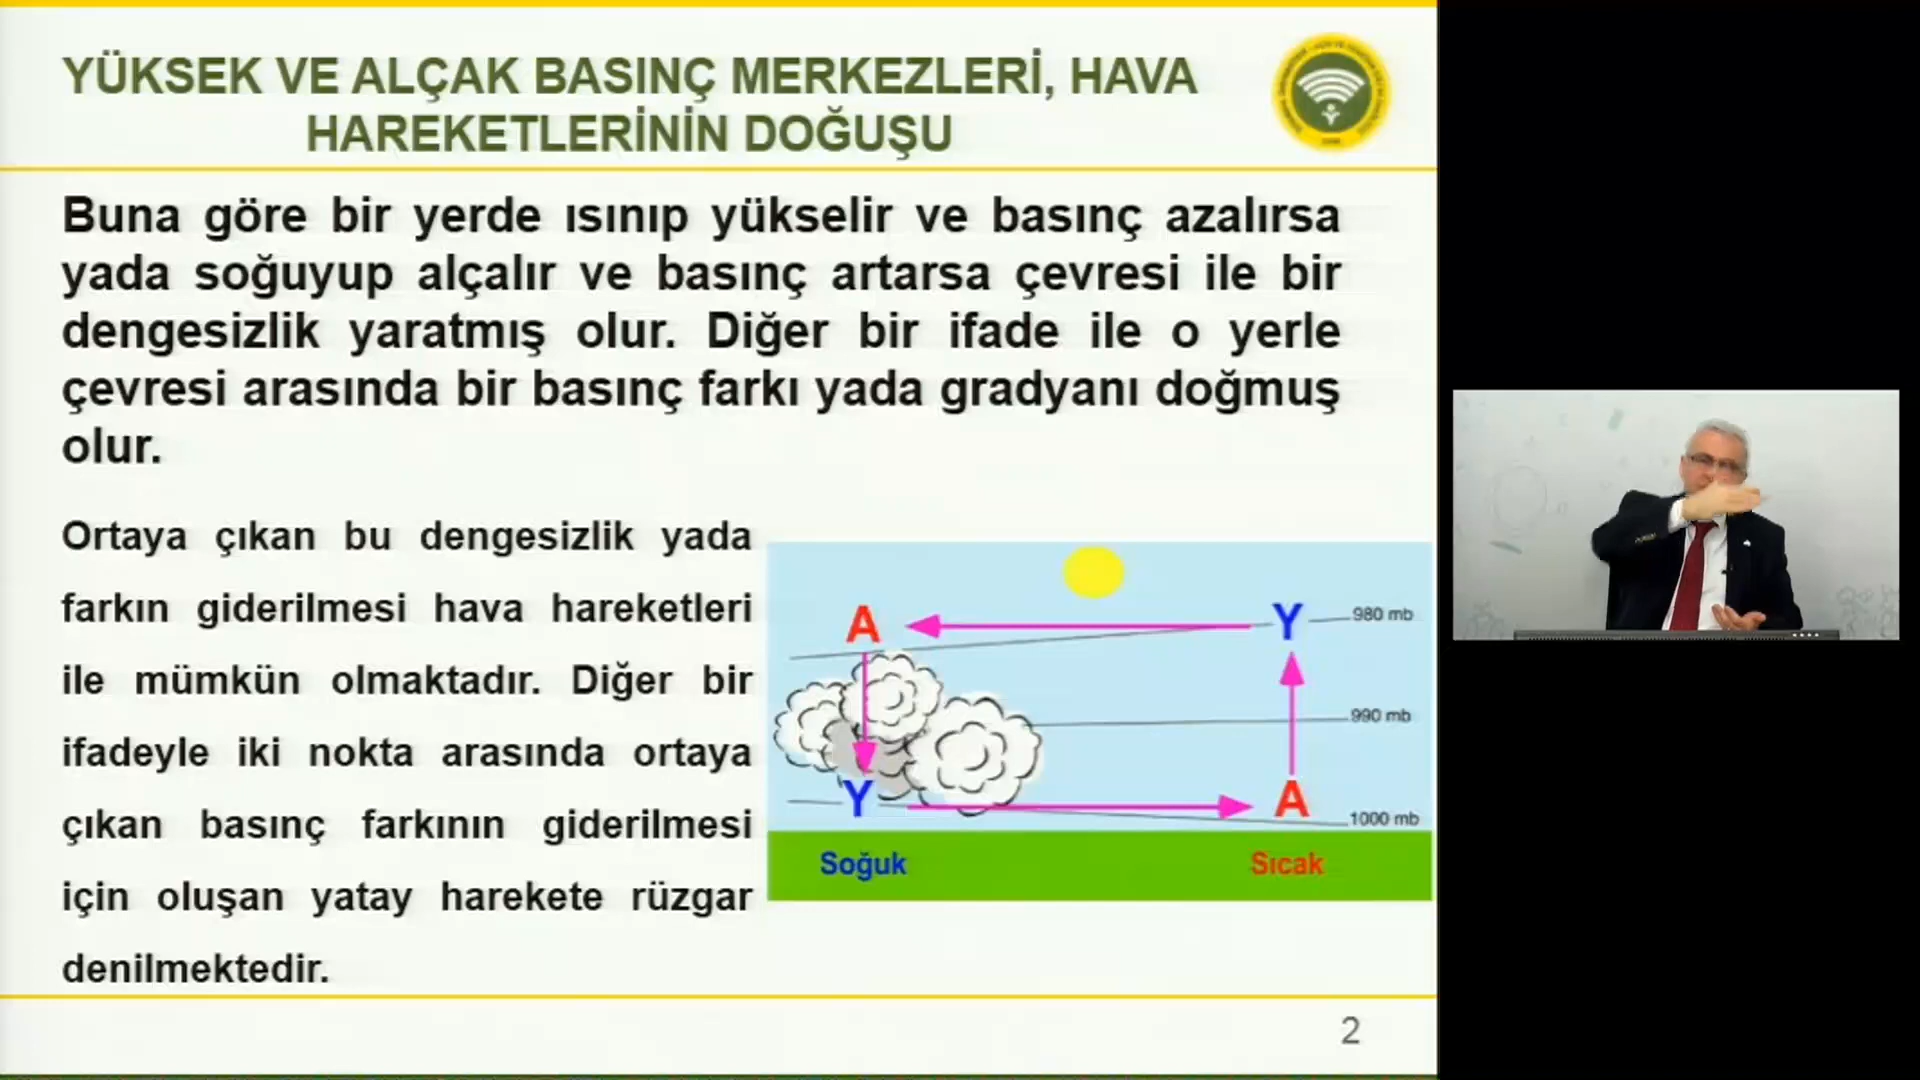 YÜKSEK VE ALÇAK BASINÇ MERKEZLERİ, HAVA
HAREKETLERİNİN DOĞUŞU
Buna göre bir yerde ısınıp yükselir ve basınç azalırsa
yada soğuyup alçalır ve basınç artarsa çevresi ile bir
dengesizlik yaratmış olur. Diğer bir ifade ile o yerle
çevresi arasında bir basınç farkı yada gradyanı doğmuş
olur.
Ortaya çıkan bu dengesizlik yada
farkın giderilmesi hava hareketleri
ile mümkün olmaktadır. Diğer bir
ifadeyle iki nokta arasında ortaya
çıkan basınç farkının giderilmesi
için oluşan yatay harekete rüzgar
denilmektedir.
A
Y
980 mb
990 mb
Y
A
1000 mb
Soğuk
Sıcak
2